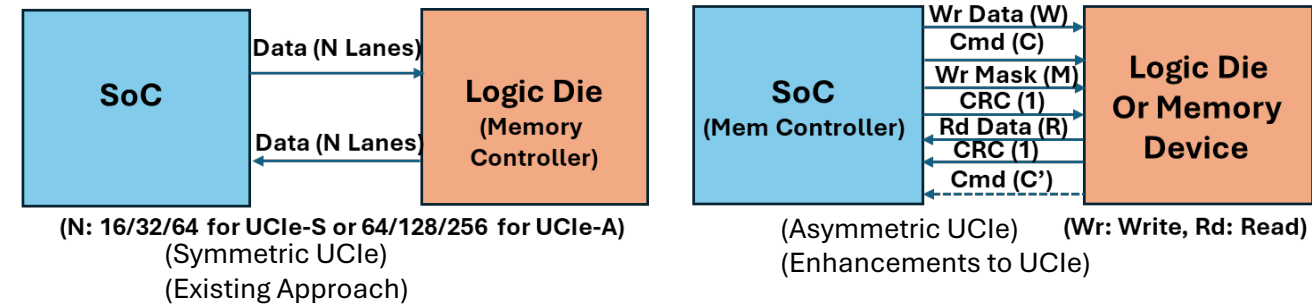 SoC
Data (N Lanes)
Data (N Lanes)
Logic Die
(Memory
Controller)
(N: 16/32/64 for UCIe-S or 64/128/256 for UCIe-A)
(Symmetric UCIe)
(Existing Approach)
SoC
(Mem Controller)
Wr Data (W)
Cmd (C)
Wr Mask (M)
CRC (1)
Rd Data (R)
CRC (1)
Cmd (C’)
Logic Die
Or Memory
Device
(Asymmetric UCIe)
(Wr: Write, Rd: Read)
(Enhancements to UCIe)